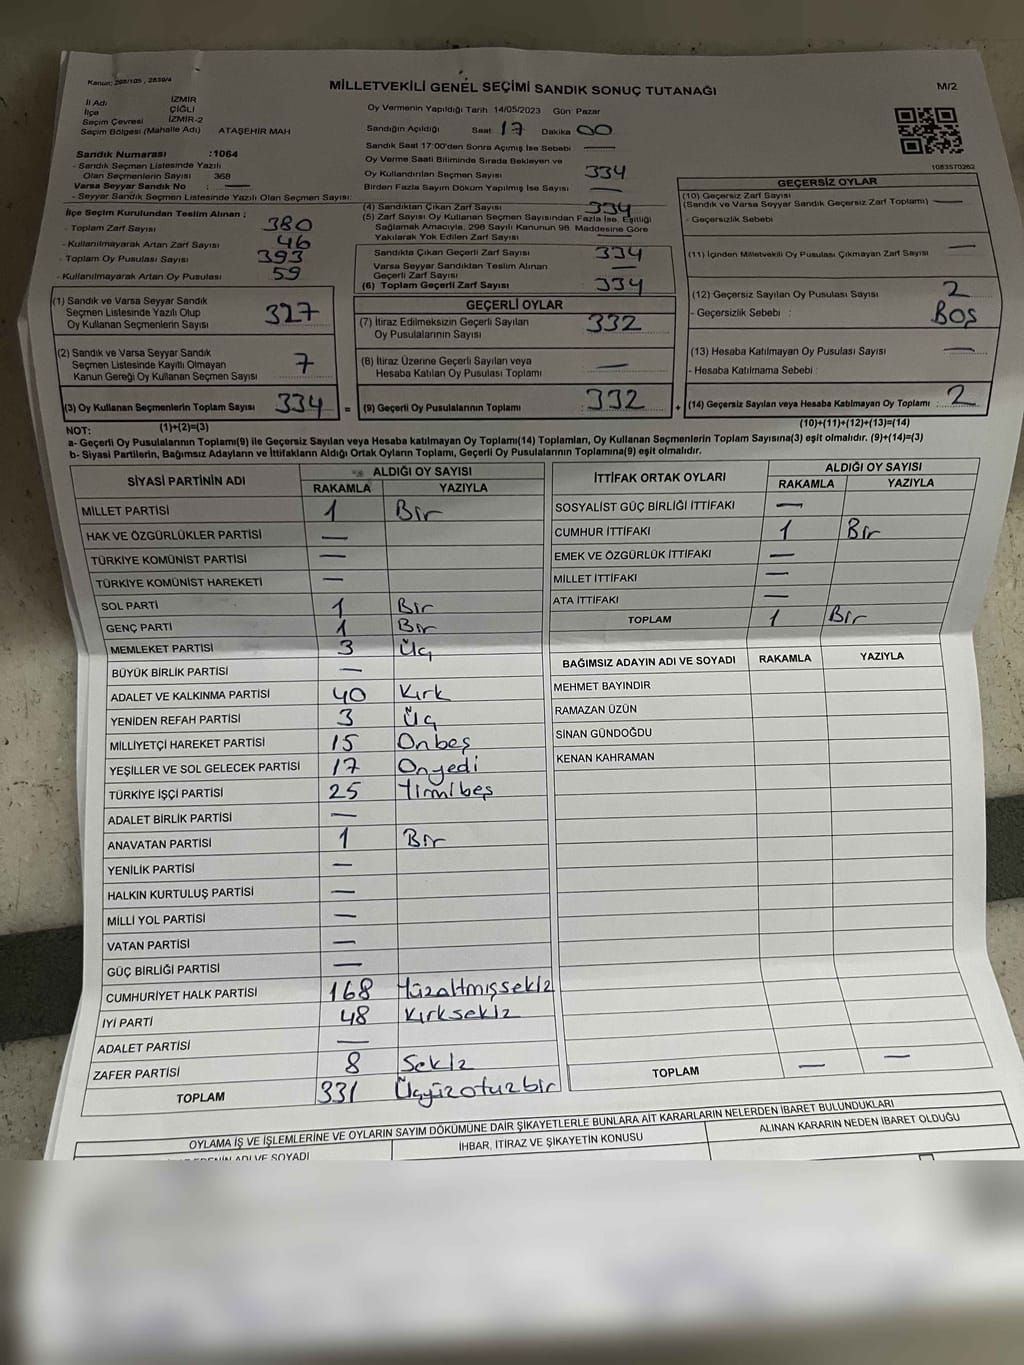 Kanun: 298/105, 2839/4
MİLLETVEKİLİ GENEL SEÇİMİ SANDIK SONUÇ TUTANAĞI
M/2
İl Adı İZMİR
İlçe ÇİĞLİ
Seçim Çevresi İZMİR-2
Seçim Bölgesi (Mahalle Adı) ATAŞEHİR MAH
Sandık Numarası :1064
- Sandık Seçmen Listesinde Yazılı
Olan Seçmenlerin Sayısı 368
Varsa Seyyar Sandık No : —
- Seyyar Sandık Seçmen Listesinde Yazılı Olan Seçmen Sayısı:
İlçe Seçim Kurulundan Teslim Alınan :
- Toplam Zarf Sayısı 380
- Kullanılmayarak Artan Zarf Sayısı 46
- Toplam Oy Pusulası Sayısı 393
- Kullanılmayarak Artan Oy Pusulası 59
Oy Vermenin Yapıldığı Tarih 14/05/2023 Gün Pazar
Sandığın Açıldığı Saat 17 Dakika 00
Sandık Saat 17:00'den Sonra Açımış İse Sebebi —
Oy Verme Saati Bitiminde Sırada Bekleyen ve
Oy Kullandırılan Seçmen Sayısı 334
Birden Fazla Sayım Döküm Yapılmış İse Sayısı —
(4) Sandıktan Çıkan Zarf Sayısı 334
(5) Zarf Sayısı Oy Kullanan Seçmen Sayısından Fazla İse, Eşitliği
Sağlamak Amacıyla, 298 Sayılı Kanunun 98. Maddesine Göre
Yakılarak Yok Edilen Zarf Sayısı —
Sandıkta Çıkan Geçerli Zarf Sayısı 334
Varsa Seyyar Sandıktan Teslim Alınan
Geçerli Zarf Sayısı —
(6) Toplam Geçerli Zarf Sayısı 334
1083570262
GEÇERSİZ OYLAR
(10) Geçersiz Zarf Sayısı
(Sandık ve Varsa Seyyar Sandık Geçersiz Zarf Toplamı) —
- Geçersizlik Sebebi
(11) İçinden Milletvekili Oy Pusulası Çıkmayan Zarf Sayısı —
(12) Geçersiz Sayılan Oy Pusulası Sayısı 2
- Geçersizlik Sebebi : BOŞ
(13) Hesaba Katılmayan Oy Pusulası Sayısı —
- Hesaba Katılmama Sebebi :
(1) Sandık ve Varsa Seyyar Sandık
Seçmen Listesinde Yazılı Olup
Oy Kullanan Seçmenlerin Sayısı 327
(2) Sandık ve Varsa Seyyar Sandık
Seçmen Listesinde Kayıtlı Olmayan
Kanun Gereği Oy Kullanan Seçmen Sayısı 7
GEÇERLİ OYLAR
(7) İtiraz Edilmeksizin Geçerli Sayılan
Oy Pusulalarının Sayısı 332
(8) İtiraz Üzerine Geçerli Sayılan veya
Hesaba Katılan Oy Pusulası Toplamı —
(3) Oy Kullanan Seçmenlerin Toplam Sayısı 334 = (9) Geçerli Oy Pusulalarının Toplamı : 332 + (14) Geçersiz Sayılan veya Hesaba Katılmayan Oy Toplamı : 2
NOT: (1)+(2)=(3) (10)+(11)+(12)+(13)=(14)
a- Geçerli Oy Pusulalarının Toplamı(9) ile Geçersiz Sayılan veya Hesaba katılmayan Oy Toplamı(14) Toplamları, Oy Kullanan Seçmenlerin Toplam Sayısına(3) eşit olmalıdır. (9)+(14)=(3)
b- Siyasi Partilerin, Bağımsız Adayların ve İttifakların Aldığı Ortak Oyların Toplamı, Geçerli Oy Pusulalarının Toplamına(9) eşit olmalıdır.
SİYASİ PARTİNİN ADI ALDIĞI OY SAYISI
RAKAMLA YAZIYLA
MİLLET PARTİSİ 1 Bir
HAK VE ÖZGÜRLÜKLER PARTİSİ —
TÜRKİYE KOMÜNİST PARTİSİ —
TÜRKİYE KOMÜNİST HAREKETİ —
SOL PARTİ 1 Bir
GENÇ PARTİ 1 Bir
MEMLEKET PARTİSİ 3 Üç
BÜYÜK BİRLİK PARTİSİ —
ADALET VE KALKINMA PARTİSİ 40 Kırk
YENİDEN REFAH PARTİSİ 3 Üç
MİLLİYETÇİ HAREKET PARTİSİ 15 Onbeş
YEŞİLLER VE SOL GELECEK PARTİSİ 17 Onyedi
TÜRKİYE İŞÇİ PARTİSİ 25 Yirmibeş
ADALET BİRLİK PARTİSİ —
ANAVATAN PARTİSİ 1 Bir
YENİLİK PARTİSİ —
HALKIN KURTULUŞ PARTİSİ —
MİLLİ YOL PARTİSİ —
VATAN PARTİSİ —
GÜÇ BİRLİĞİ PARTİSİ —
CUMHURİYET HALK PARTİSİ 168 Yüzaltmışsekiz
İYİ PARTİ 48 Kırksekiz
ADALET PARTİSİ —
ZAFER PARTİSİ 8 Sekiz
TOPLAM 331 Üçyüzotuzbir
İTTİFAK ORTAK OYLARI ALDIĞI OY SAYISI
RAKAMLA YAZIYLA
SOSYALİST GÜÇ BİRLİĞİ İTTİFAKI —
CUMHUR İTTİFAKI 1 Bir
EMEK VE ÖZGÜRLÜK İTTİFAKI —
MİLLET İTTİFAKI —
ATA İTTİFAKI —
TOPLAM 1 Bir
BAĞIMSIZ ADAYIN ADI VE SOYADI RAKAMLA YAZIYLA
MEHMET BAYINDIR
RAMAZAN ÜZÜN
SİNAN GÜNDOĞDU
KENAN KAHRAMAN
TOPLAM — —
OYLAMA İŞ VE İŞLEMLERİNE VE OYLARIN SAYIM DÖKÜMÜNE DAİR ŞİKAYETLERLE BUNLARA AİT KARARLARIN NELERDEN İBARET BULUNDUKLARI
İHBAR, İTİRAZ VE ŞİKAYETİN KONUSU
ALINAN KARARIN NEDEN İBARET OLDUĞU
ADI VE SOYADI